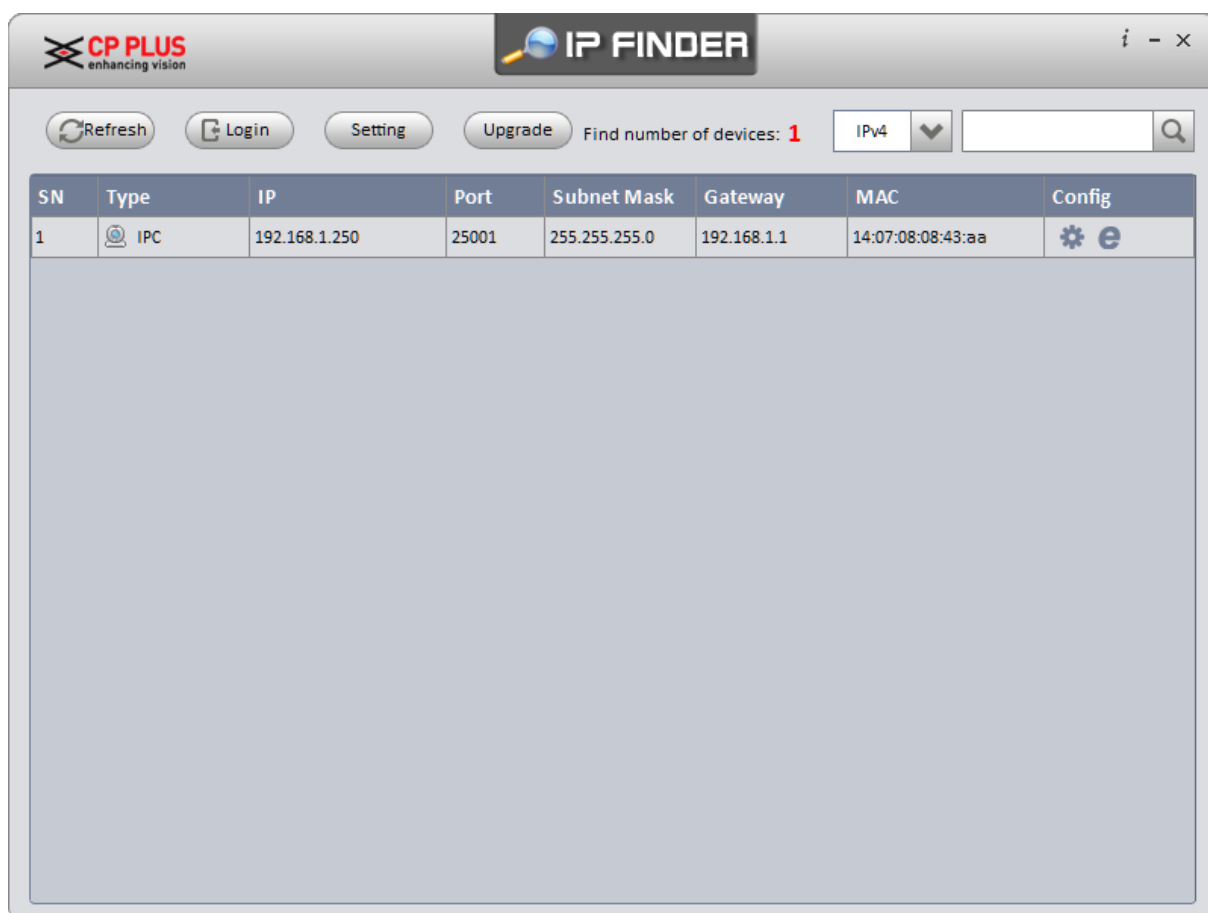 CP PLUS
enhancing vision
IP FINDER
i
Refresh
Login
Setting
Upgrade
Find number of devices: 1
IPv4
SN Type IP Port Subnet Mask Gateway MAC Config
1 IPC 192.168.1.250 25001 255.255.255.0 192.168.1.1 14:07:08:08:43:aa